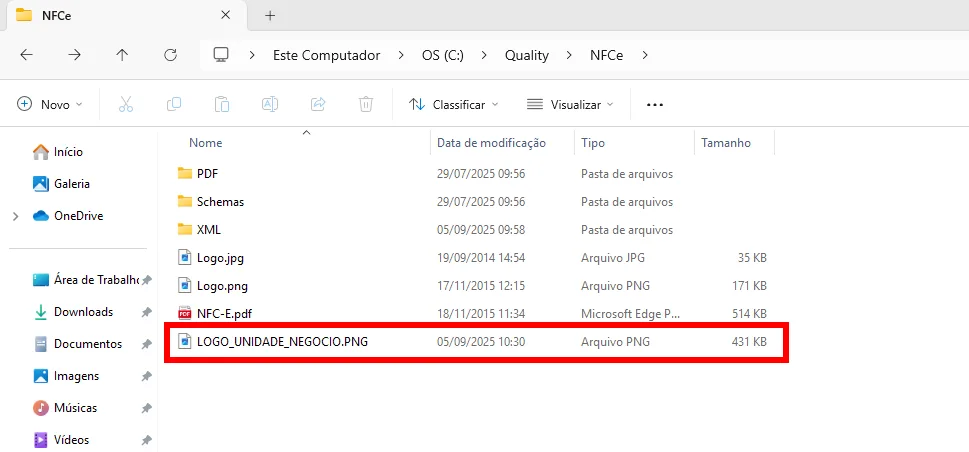 NFCe
Este Computador OS (C:) Quality NFCe
Novo Classificar Visualizar
Nome Data de modificação Tipo Tamanho
Início
Galeria
OneDrive
Área de Trabalho
Downloads
Documentos
Imagens
Músicas
Vídeos
PDF 29/07/2025 09:56 Pasta de arquivos
Schemas 29/07/2025 09:56 Pasta de arquivos
XML 05/09/2025 09:58 Pasta de arquivos
Logo.jpg 19/09/2014 14:54 Arquivo JPG 35 KB
Logo.png 17/11/2015 12:15 Arquivo PNG 171 KB
NFC-E.pdf 18/11/2015 11:34 Microsoft Edge P... 514 KB
LOGO_UNIDADE_NEGOCIO.PNG 05/09/2025 10:30 Arquivo PNG 431 KB